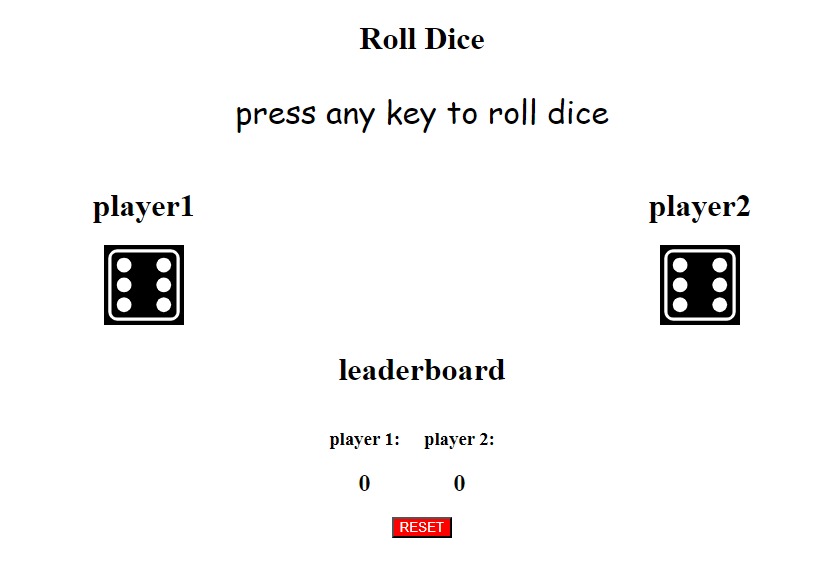 Roll Dice
press any key to roll dice
player1 player2
leaderboard
player 1: player 2:
0 0
RESET